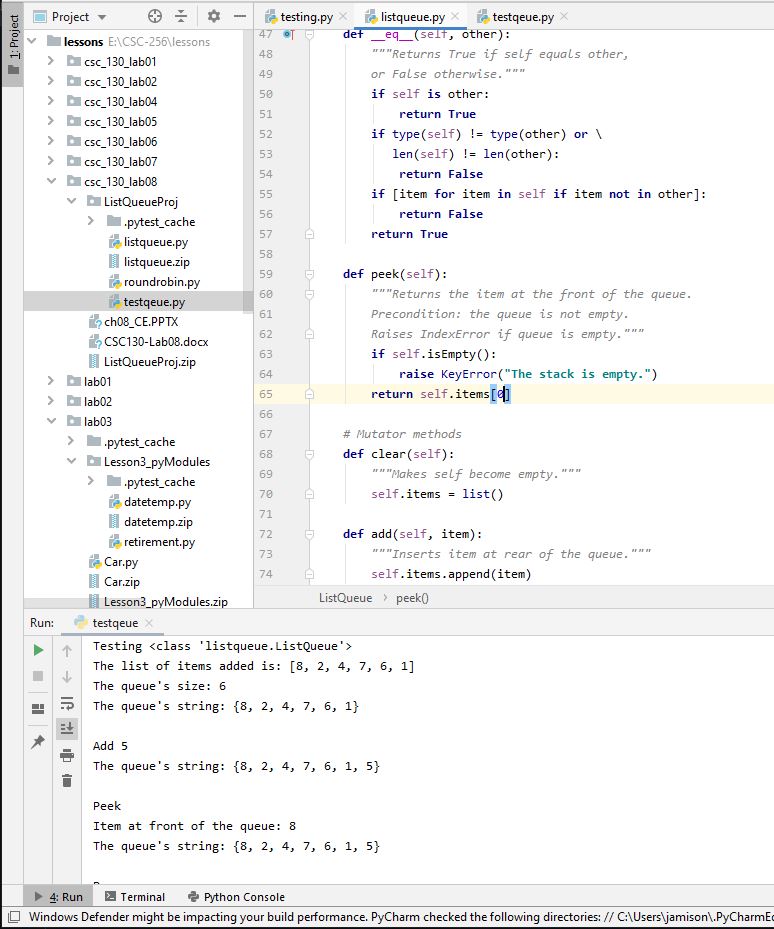 Project
testing.py
listqueue.py
testqeue.py
1: Project
lessons E:\CSC-256\lessons
csc_130_lab01
csc_130_lab02
csc_130_lab04
csc_130_lab05
csc_130_lab06
csc_130_lab07
csc_130_lab08
ListQueueProj
.pytest_cache
listqueue.py
listqueue.zip
roundrobin.py
testqeue.py
ch08_CE.PPTX
CSC130-Lab08.docx
ListQueueProj.zip
lab01
lab02
lab03
.pytest_cache
Lesson3_pyModules
.pytest_cache
datetemp.py
datetemp.zip
retirement.py
Car.py
Car.zip
Lesson3_pyModules.zip
47 def __eq__(self, other):
48 """Returns True if self equals other,
49 or False otherwise."""
50 if self is other:
51 return True
52 if type(self) != type(other) or \
53 len(self) != len(other):
54 return False
55 if [item for item in self if item not in other]:
56 return False
57 return True
58
59 def peek(self):
60 """Returns the item at the front of the queue.
61 Precondition: the queue is not empty.
62 Raises IndexError if queue is empty."""
63 if self.isEmpty():
64 raise KeyError("The stack is empty.")
65 return self.items[0]
66
67 # Mutator methods
68 def clear(self):
69 """Makes self become empty."""
70 self.items = list()
71
72 def add(self, item):
73 """Inserts item at rear of the queue."""
74 self.items.append(item)
ListQueue > peek()
Run: testqeue
Testing <class 'listqueue.ListQueue'>
The list of items added is: [8, 2, 4, 7, 6, 1]
The queue's size: 6
The queue's string: {8, 2, 4, 7, 6, 1}
Add 5
The queue's string: {8, 2, 4, 7, 6, 1, 5}
Peek
Item at front of the queue: 8
The queue's string: {8, 2, 4, 7, 6, 1, 5}
4: Run
Terminal
Python Console
Windows Defender might be impacting your build performance. PyCharm checked the following directories: // C:\Users\jamison\.PyCharmEd